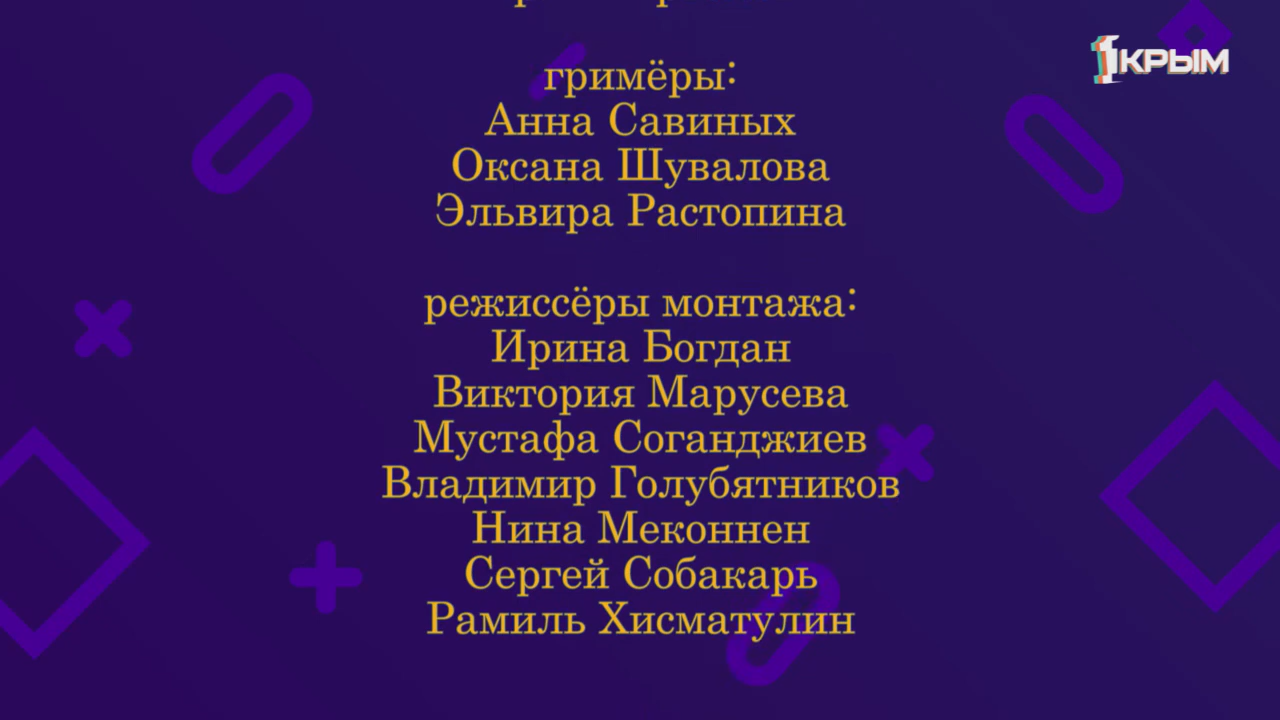 1КРЫМ
гримёры:
Анна Савиных
Оксана Шувалова
Эльвира Растопина
режиссёры монтажа:
Ирина Богдан
Виктория Марусева
Мустафа Соганджиев
Владимир Голубятников
Нина Меконнен
Сергей Собакарь
Рамиль Хисматулин